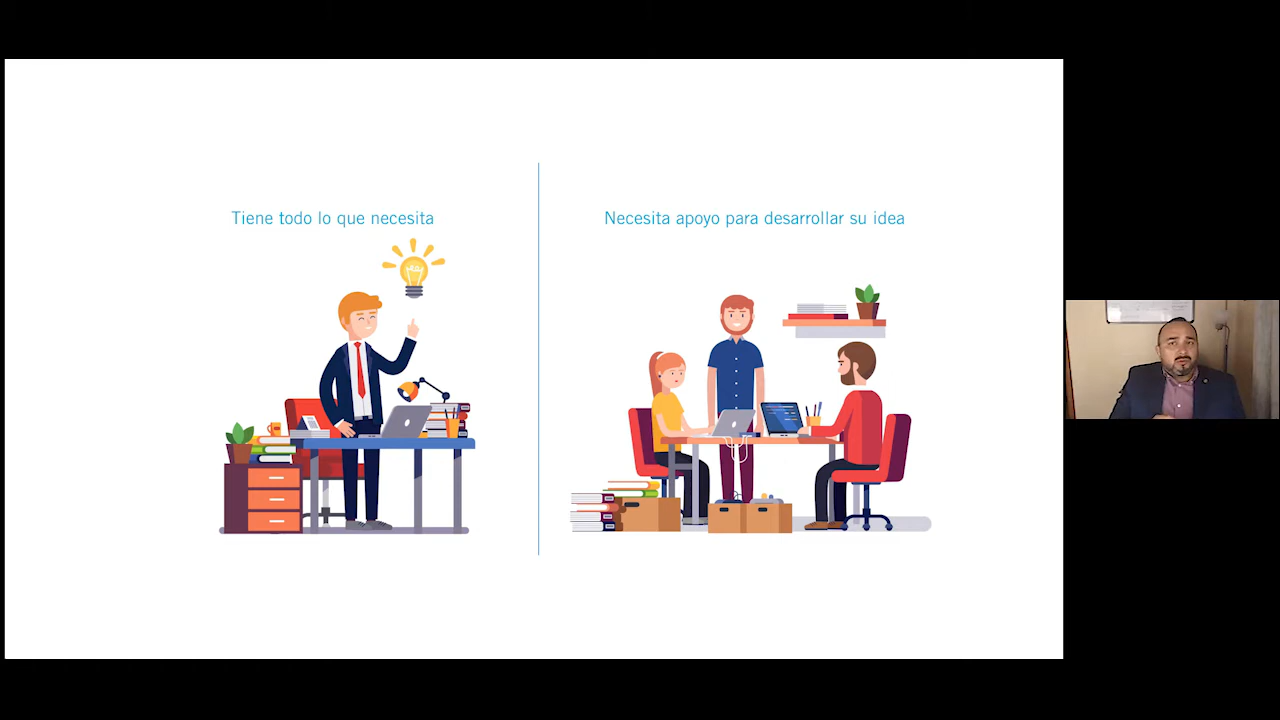 Tiene todo lo que necesita
Necesita apoyo para desarrollar su idea